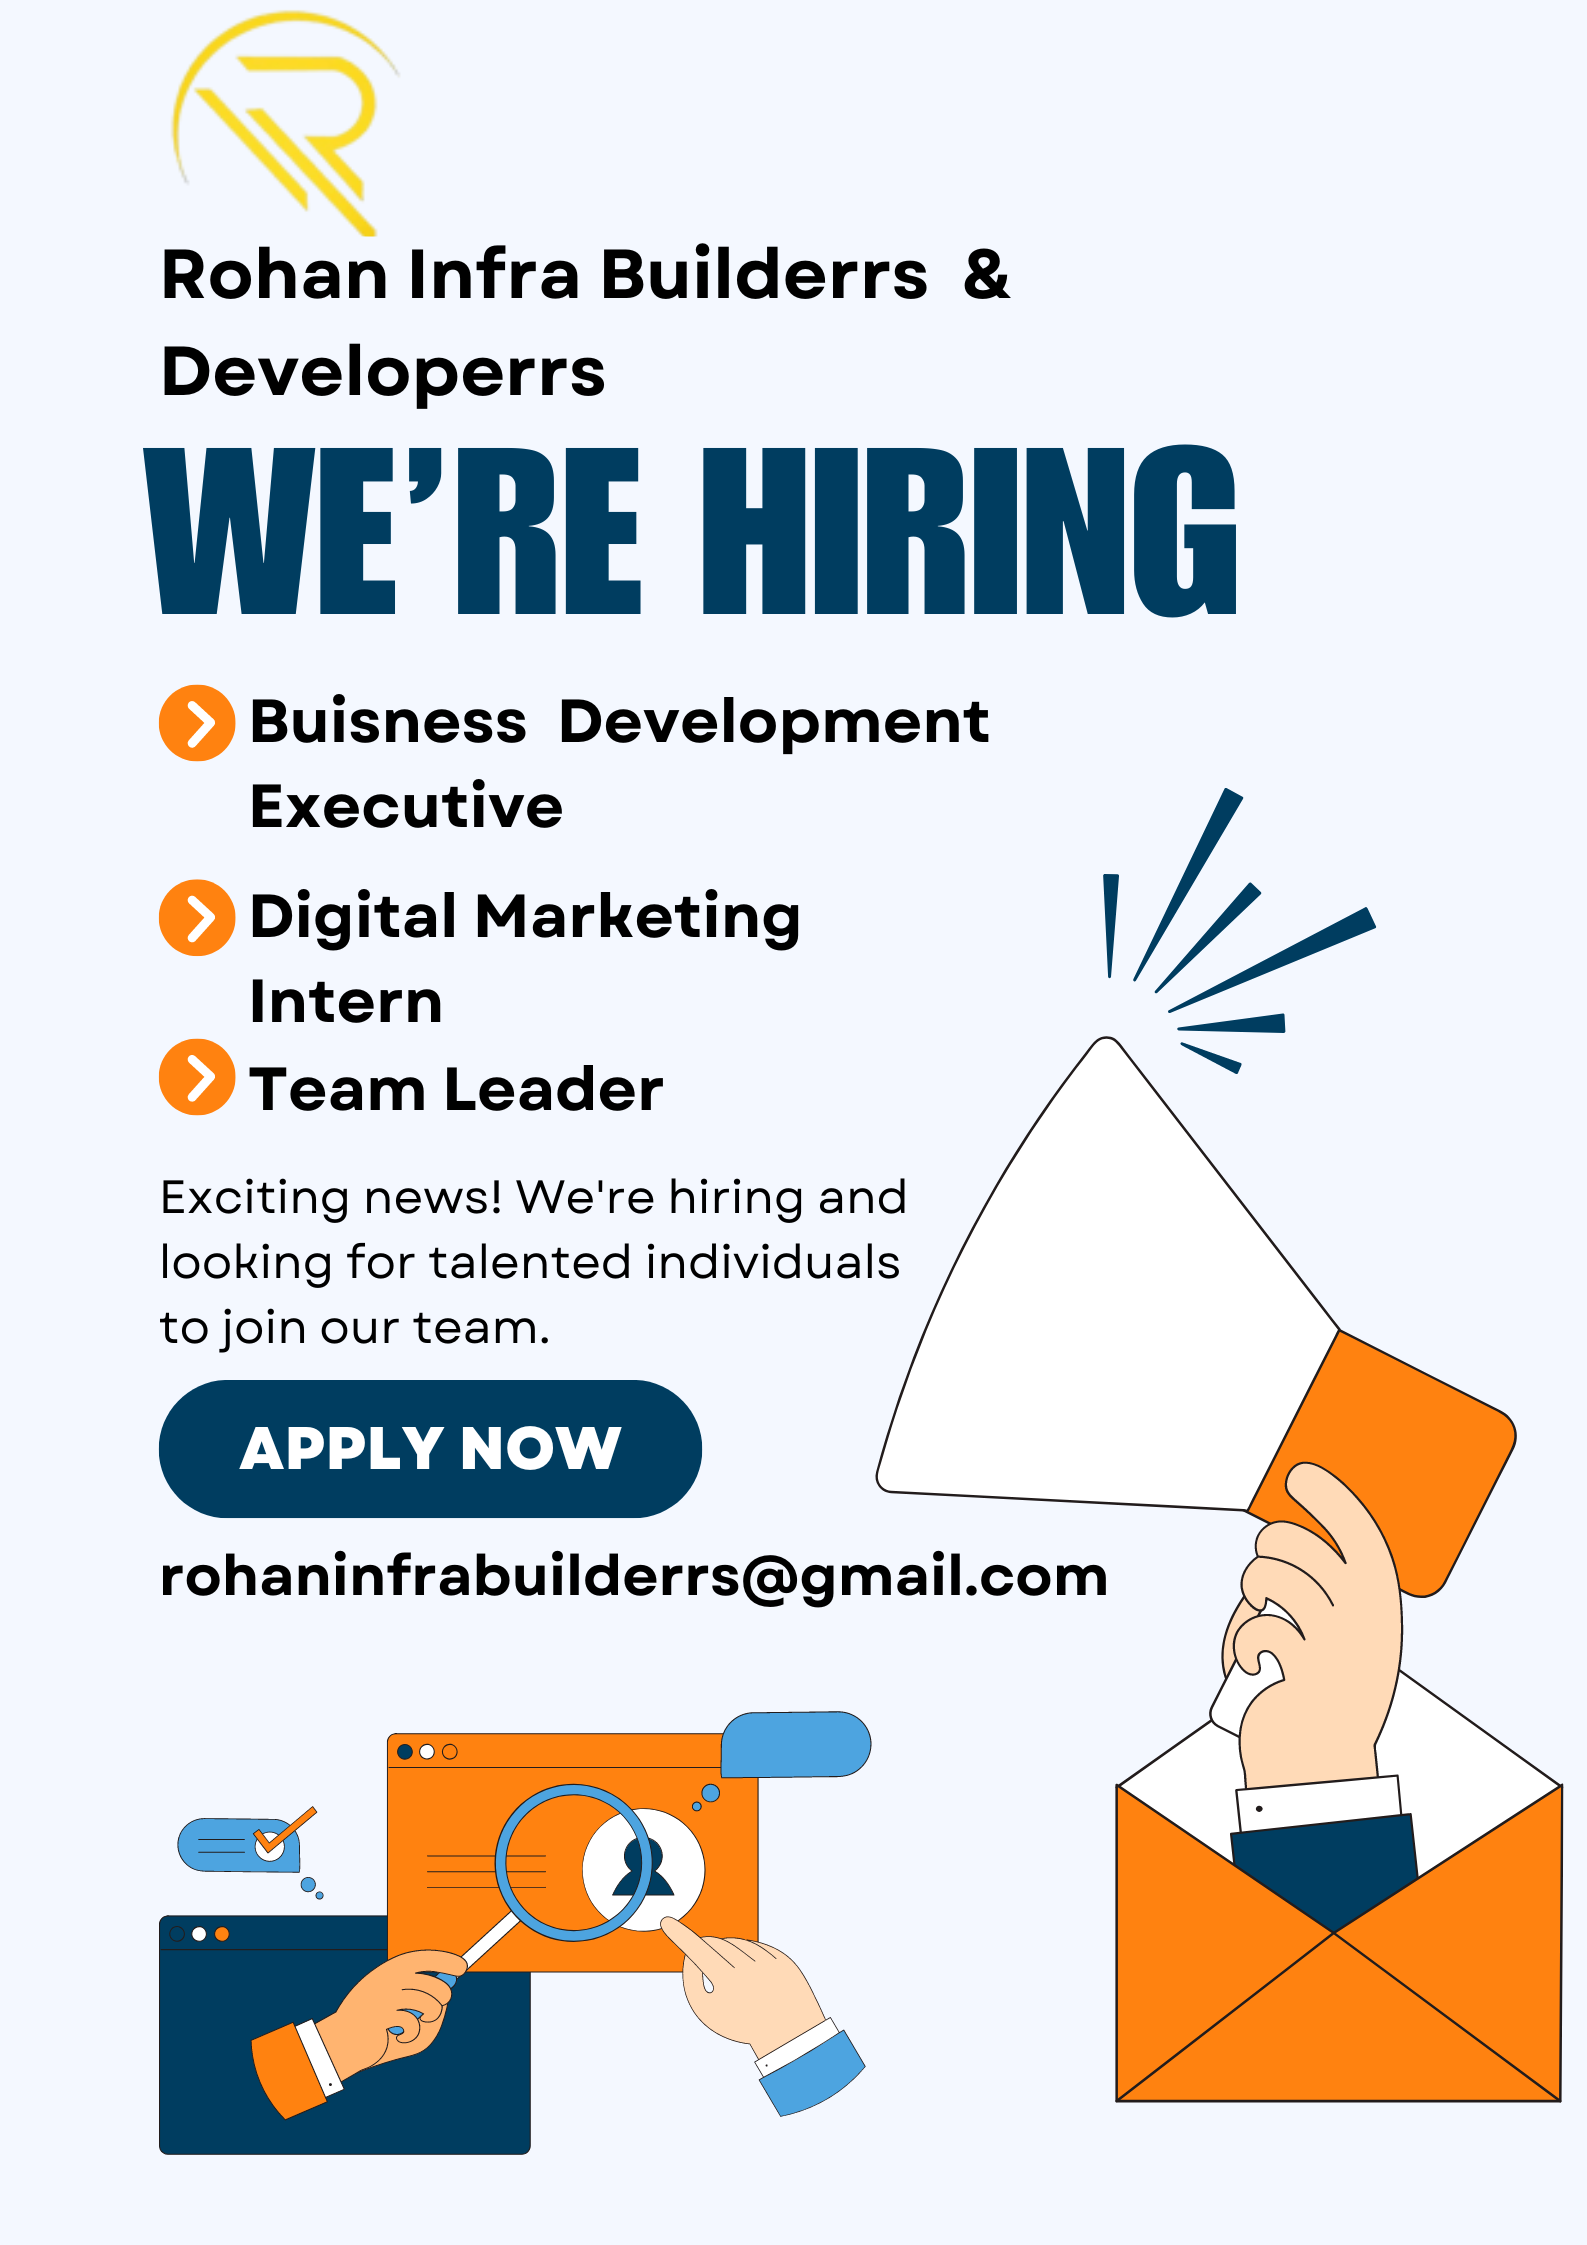 Rohan Infra Builderrs &
Developerrs
WE’RE HIRING
Buisness Development
Executive
Digital Marketing
Intern
Team Leader
Exciting news! We're hiring and
looking for talented individuals
to join our team.
APPLY NOW
rohaninfrabuilderrs@gmail.com